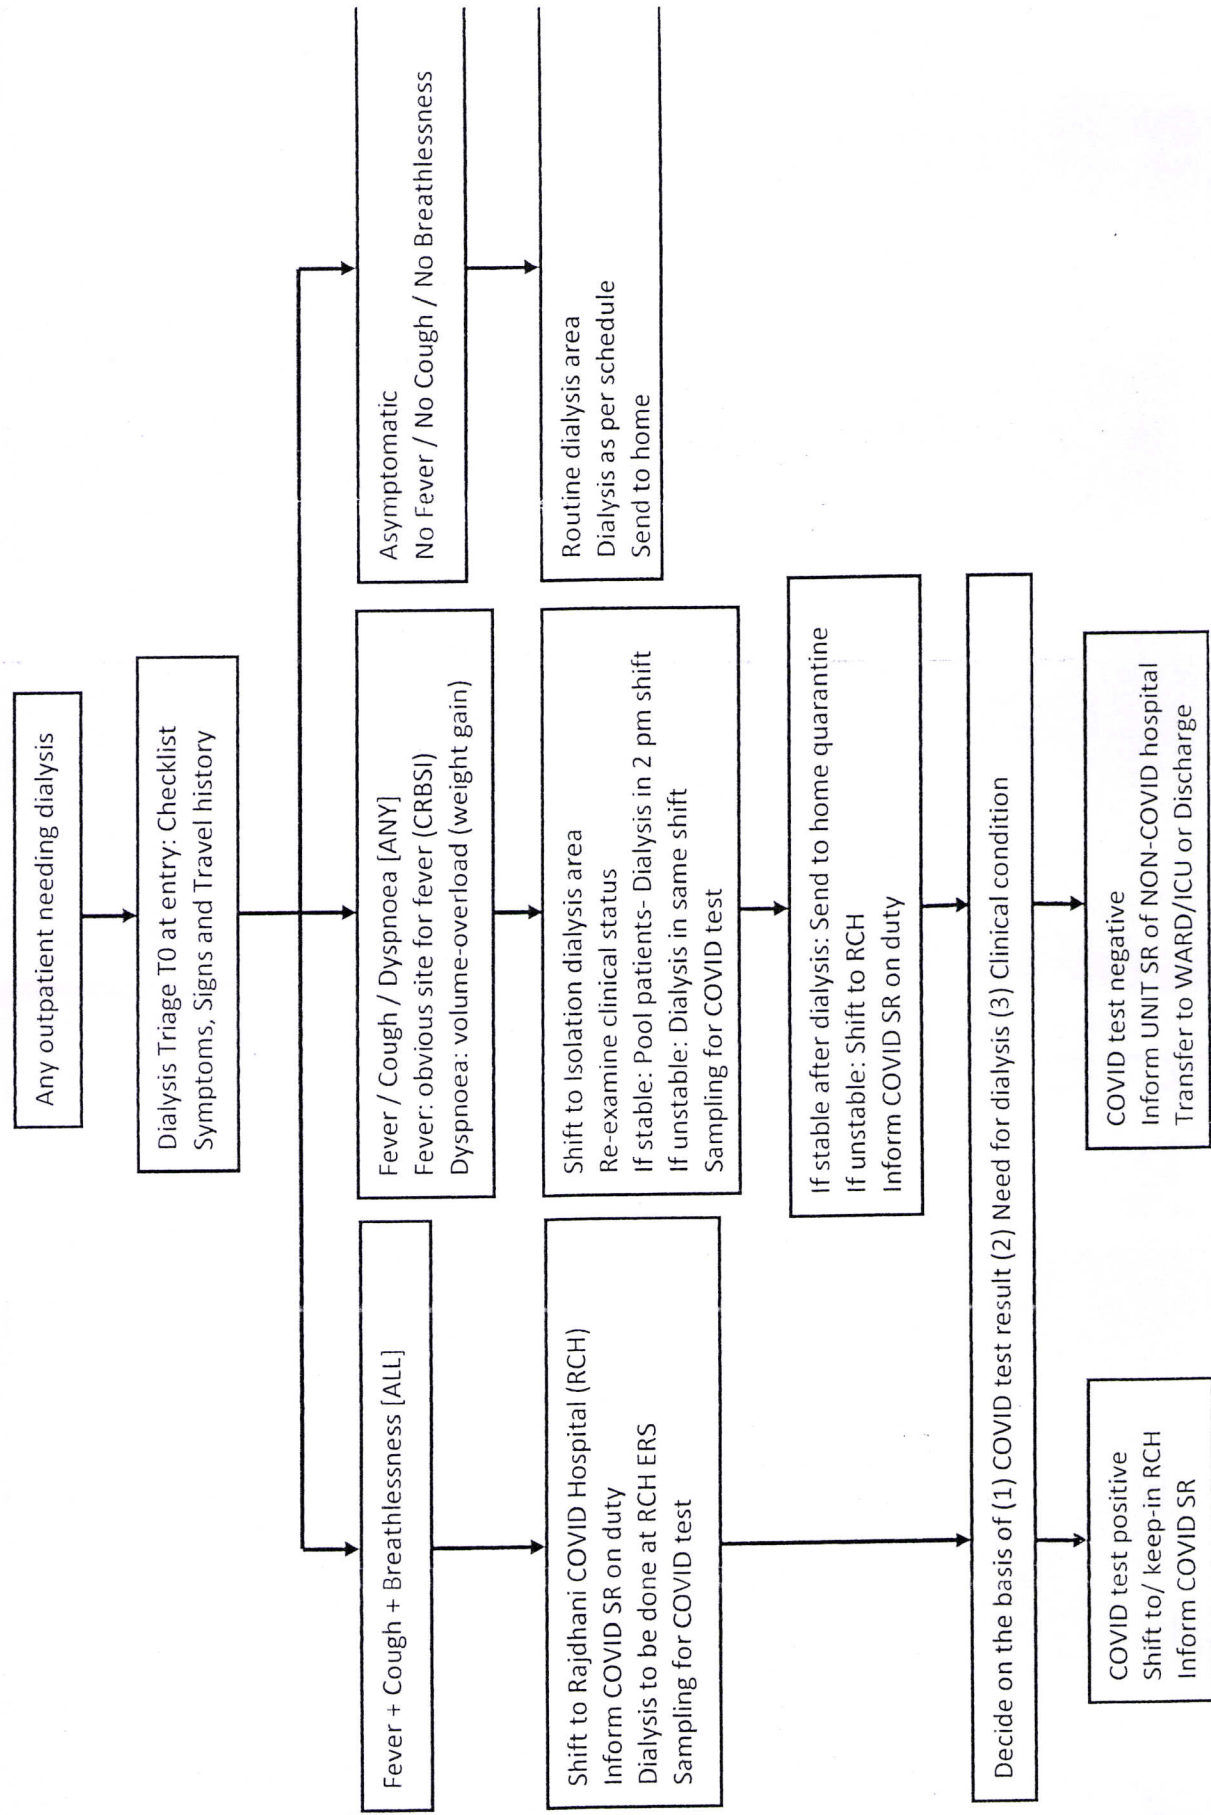 Any outpatient needing dialysis
Dialysis Triage T0 at entry: Checklist
Symptoms, Signs and Travel history
Fever + Cough + Breathlessness [ALL]
Shift to Rajdhani COVID Hospital (RCH)
Inform COVID SR on duty
Dialysis to be done at RCH ERS
Sampling for COVID test
Fever / Cough / Dyspnoea [ANY]
Fever: obvious site for fever (CRBSI)
Dyspnoea: volume-overload (weight gain)
Shift to Isolation dialysis area
Re-examine clinical status
If stable: Pool patients- Dialysis in 2 pm shift
If unstable: Dialysis in same shift
Sampling for COVID test
If stable after dialysis: Send to home quarantine
If unstable: Shift to RCH
Inform COVID SR on duty
Asymptomatic
No Fever / No Cough / No Breathlessness
Routine dialysis area
Dialysis as per schedule
Send to home
Decide on the basis of (1) COVID test result (2) Need for dialysis (3) Clinical condition
COVID test positive
Shift to/ keep-in RCH
Inform COVID SR
COVID test negative
Inform UNIT SR of NON-COVID hospital
Transfer to WARD/ICU or Discharge